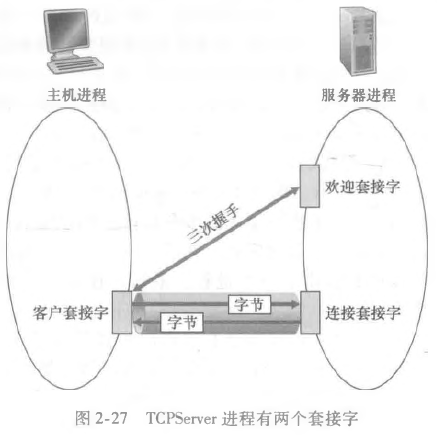 主机进程
服务器进程
欢迎套接字
三次握手
客户套接字
字节
连接套接字
字节
图 2-27 TCPServer 进程有两个套接字